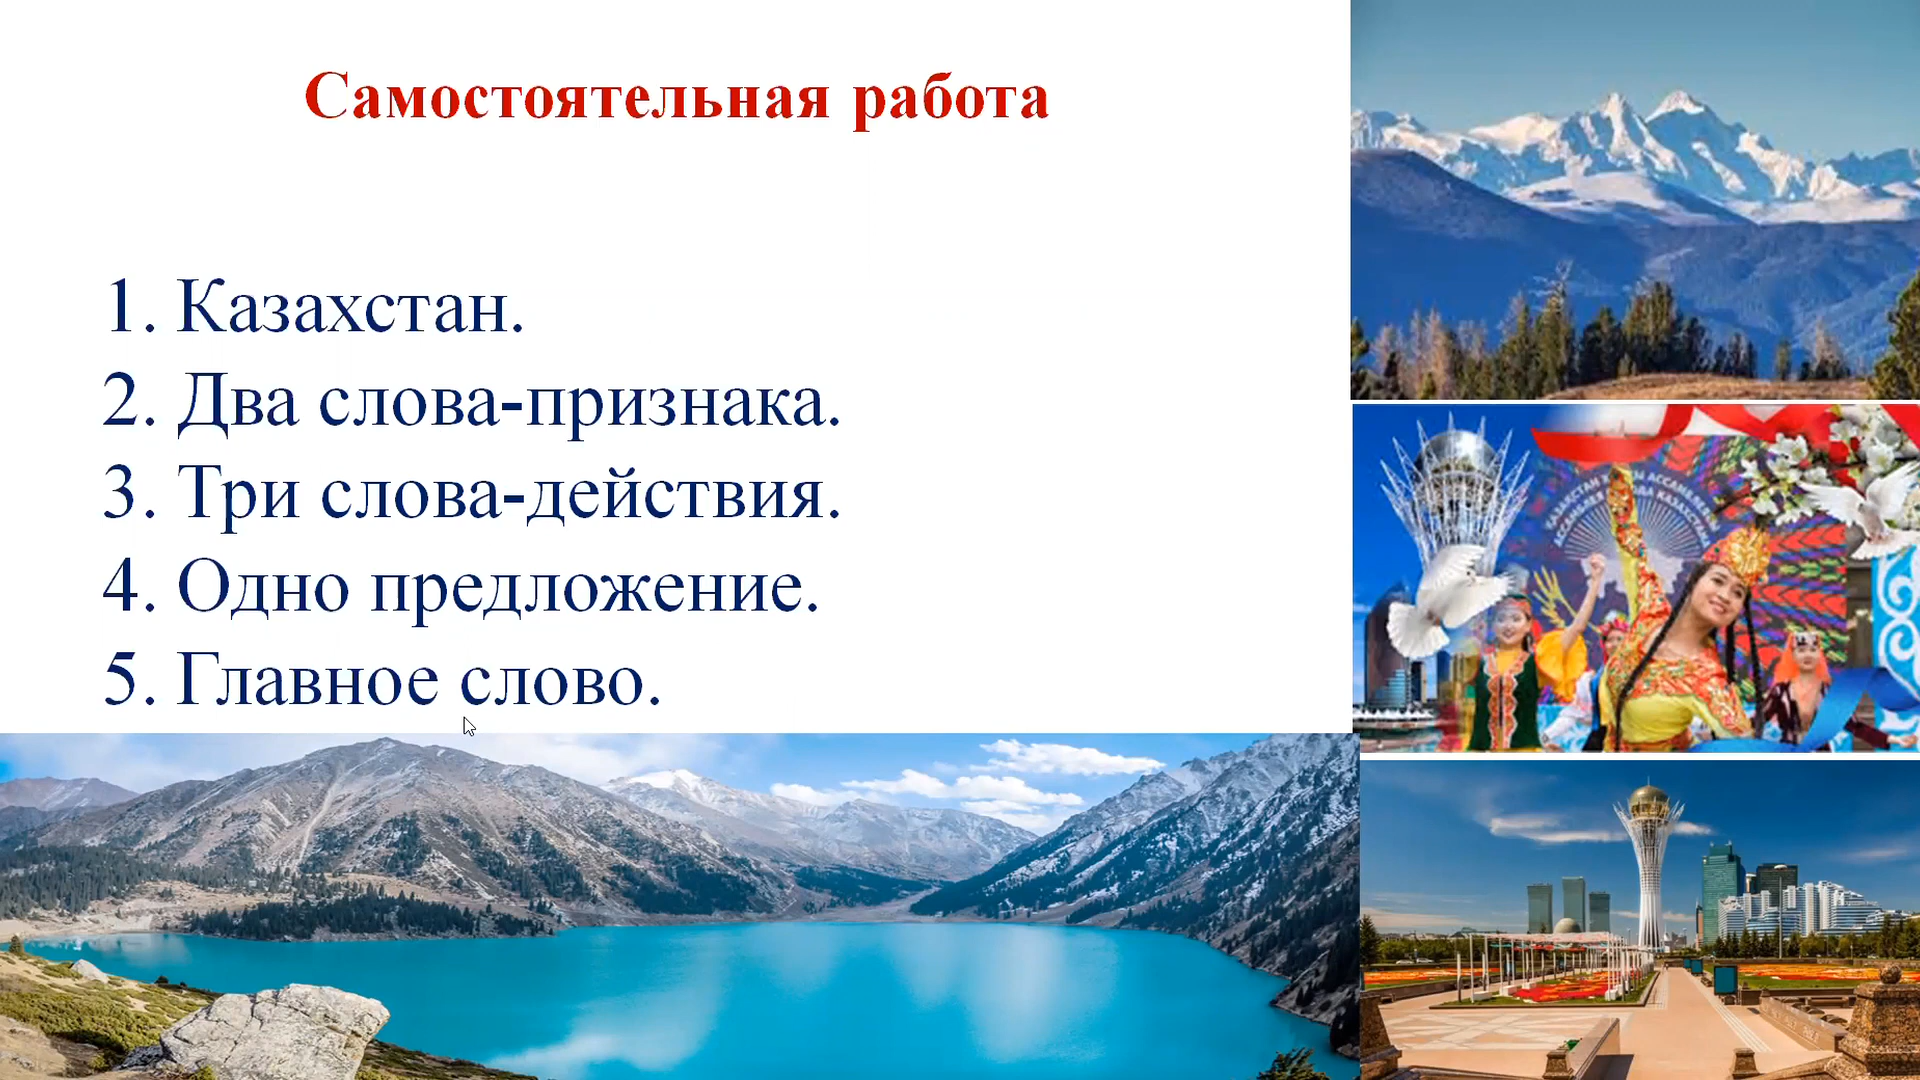 Самостоятельная работа
1. Казахстан.
2. Два слова-признака.
3. Три слова-действия.
4. Одно предложение.
5. Главное слово.